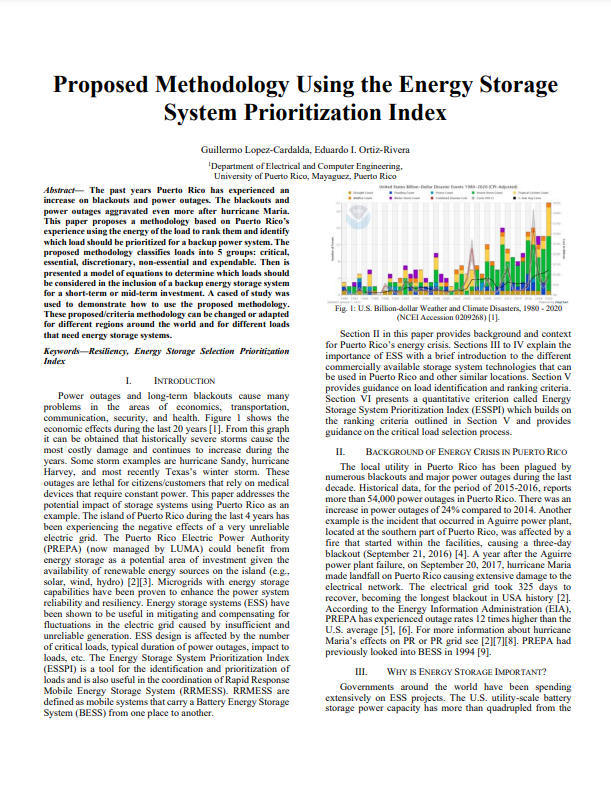 Proposed Methodology Using the Energy Storage
System Prioritization Index
Guillermo Lopez-Cardalda, Eduardo I. Ortiz-Rivera
¹Department of Electrical and Computer Engineering,
University of Puerto Rico, Mayaguez, Puerto Rico
Abstract— The past years Puerto Rico has experienced an
increase on blackouts and power outages. The blackouts and
power outages aggravated even more after hurricane Maria.
This paper proposes a methodology based on Puerto Rico's
experience using the energy of the load to rank them and identify
which load should be prioritized for a backup power system. The
proposed methodology classifies loads into 5 groups: critical,
essential, discretionary, non-essential and expendable. Then is
presented a model of equations to determine which loads should
be considered in the inclusion of a backup energy storage system
for a short-term or mid-term investment. A cased of study was
used to demonstrate how to use the proposed methodology.
These proposed/criteria methodology can be changed or adapted
for different regions around the world and for different loads
that need energy storage systems.
Keywords—Resiliency, Energy Storage Selection Prioritization
Index
I. INTRODUCTION
Power outages and long-term blackouts cause many
problems in the areas of economics, transportation,
communication, security, and health. Figure 1 shows the
economic effects during the last 20 years [1]. From this graph
it can be obtained that historically severe storms cause the
most costly damage and continues to increase during the
years. Some storm examples are hurricane Sandy, hurricane
Harvey, and most recently Texas's winter storm. These
outages are lethal for citizens/customers that rely on medical
devices that require constant power. This paper addresses the
potential impact of storage systems using Puerto Rico as an
example. The island of Puerto Rico during the last 4 years has
been experiencing the negative effects of a very unreliable
electric grid. The Puerto Rico Electric Power Authority
(PREPA) (now managed by LUMA) could benefit from
energy storage as a potential area of investment given the
availability of renewable energy sources on the island (e.g.,
solar, wind, hydro) [2][3]. Microgrids with energy storage
capabilities have been proven to enhance the power system
reliability and resiliency. Energy storage systems (ESS) have
been shown to be useful in mitigating and compensating for
fluctuations in the electric grid caused by insufficient and
unreliable generation. ESS design is affected by the number
of critical loads, typical duration of power outages, impact to
loads, etc. The Energy Storage System Prioritization Index
(ESSPI) is a tool for the identification and prioritization of
loads and is also useful in the coordination of Rapid Response
Mobile Energy Storage System (RRMESS). RRMESS are
defined as mobile systems that carry a Battery Energy Storage
System (BESS) from one place to another.
United States Billion-Dollar Disaster Events 1980-2020 (CPI-Adjusted)
Fig. 1: U.S. Billion-dollar Weather and Climate Disasters, 1980 - 2020
(NCEI Accession 0209268) [1].
Section II in this paper provides background and context
for Puerto Rico's energy crisis. Sections III to IV explain the
importance of ESS with a brief introduction to the different
commercially available storage system technologies that can
be used in Puerto Rico and other similar locations. Section V
provides guidance on load identification and ranking criteria.
Section VI presents a quantitative criterion called Energy
Storage System Prioritization Index (ESSPI) which builds on
the ranking criteria outlined in Section V and provides
guidance on the critical load selection process.
II. BACKGROUND OF ENERGY CRISIS IN PUERTO RICO
The local utility in Puerto Rico has been plagued by
numerous blackouts and major power outages during the last
decade. Historical data, for the period of 2015-2016, reports
more than 54,000 power outages in Puerto Rico. There was an
increase in power outages of 24% compared to 2014. Another
example is the incident that occurred in Aguirre power plant,
located at the southern part of Puerto Rico, was affected by a
fire that started within the facilities, causing a three-day
blackout (September 21, 2016) [4]. A year after the Aguirre
power plant failure, on September 20, 2017, hurricane Maria
made landfall on Puerto Rico causing extensive damage to the
electrical network. The electrical grid took 325 days to
recover, becoming the longest blackout in USA history [2].
According to the Energy Information Administration (EIA),
PREPA has experienced outage rates 12 times higher than the
U.S. average [5], [6]. For more information about hurricane
Maria's effects on PR or PR grid see [2][7][8]. PREPA had
previously looked into BESS in 1994 [9].
III. WHY IS ENERGY STORAGE IMPORTANT?
Governments around the world have been spending
extensively on ESS projects. The U.S. utility-scale battery
storage power capacity has more than quadrupled from the